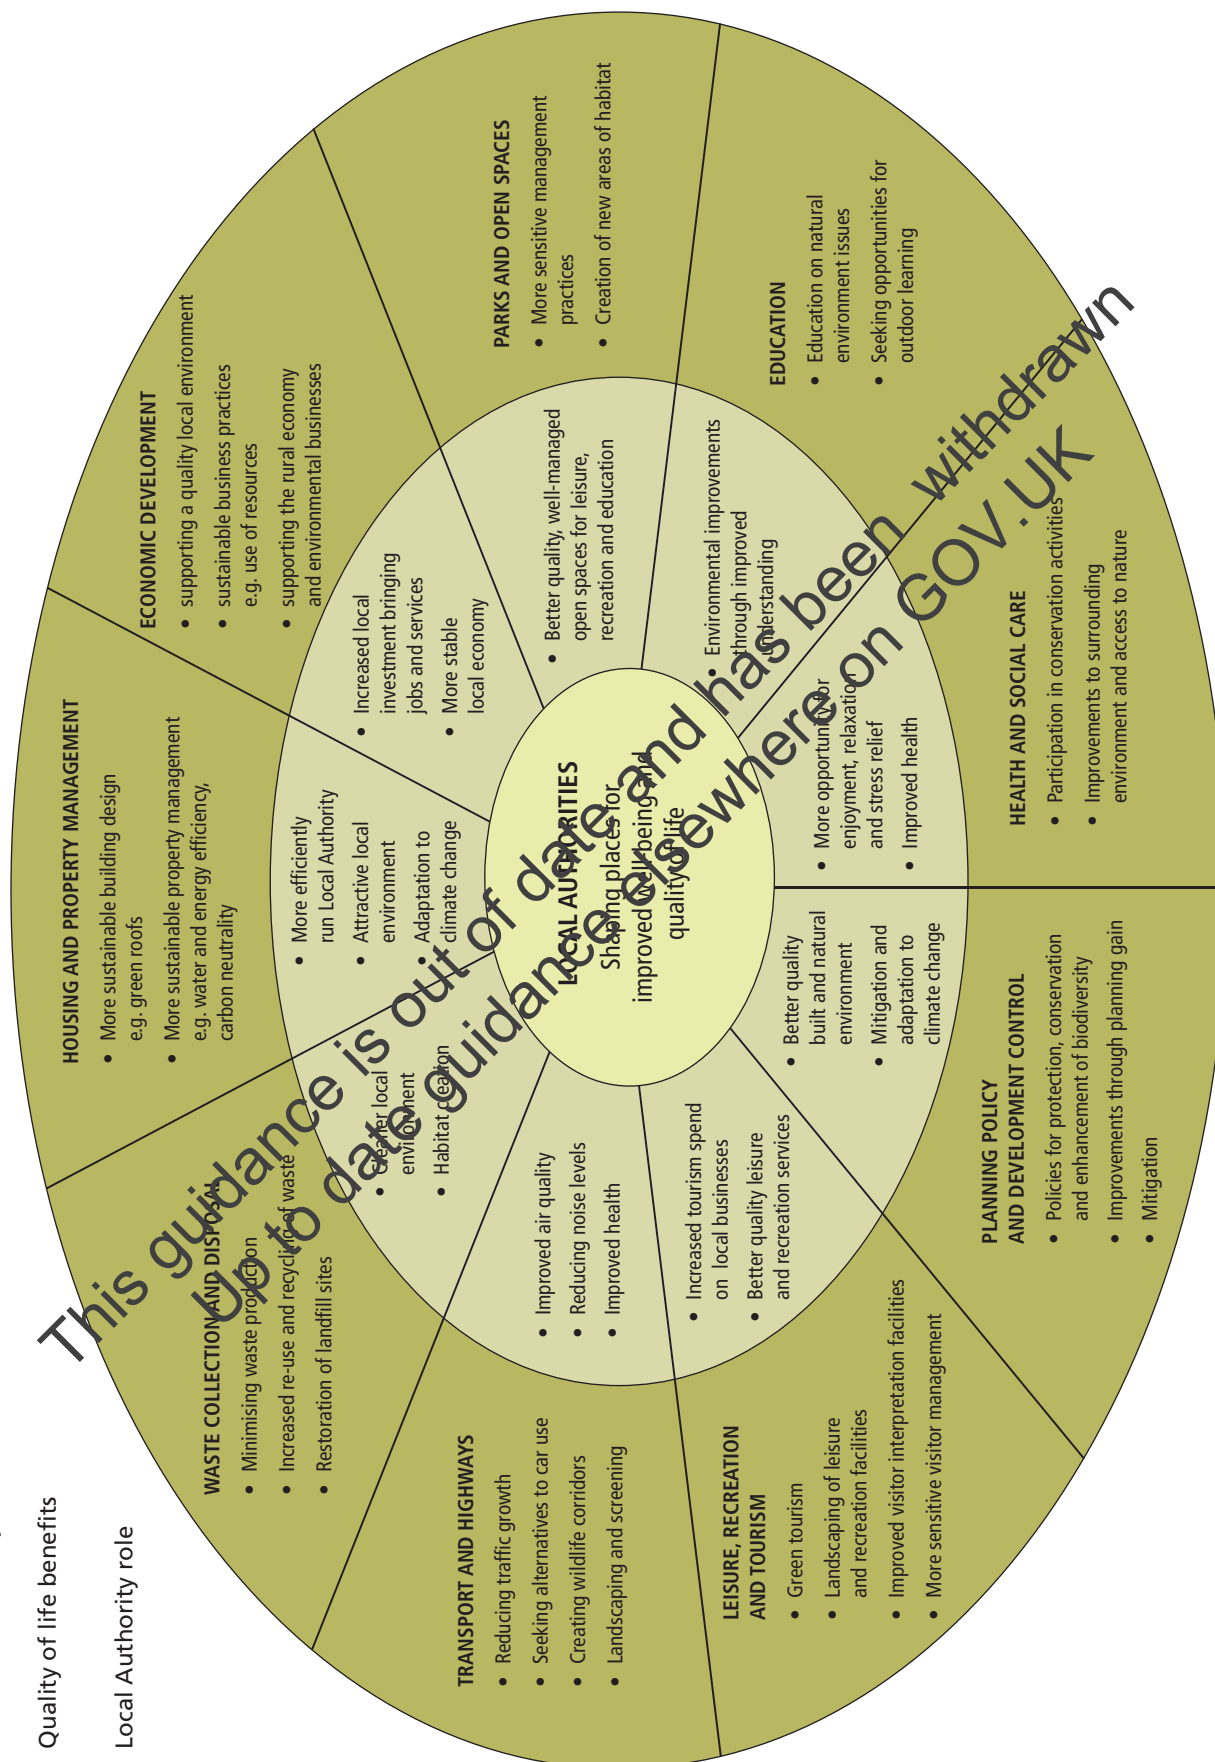 Quality of life benefits
Local Authority role
HOUSING AND PROPERTY MANAGEMENT
• More sustainable building design
e.g. green roofs
• More sustainable property management
e.g. water and energy efficiency,
carbon neutrality
ECONOMIC DEVELOPMENT
• supporting a quality local environment
• sustainable business practices
e.g. use of resources
• supporting the rural economy
and environmental businesses
PARKS AND OPEN SPACES
• More sensitive management
practices
• Creation of new areas of habitat
EDUCATION
• Education on natural
environment issues
• Seeking opportunities for
outdoor learning
HEALTH AND SOCIAL CARE
• Participation in conservation activities
• Improvements to surrounding
environment and access to nature
PLANNING POLICY
AND DEVELOPMENT CONTROL
• Policies for protection, conservation
and enhancement of biodiversity
• Improvements through planning gain
• Mitigation
LEISURE, RECREATION
AND TOURISM
• Green tourism
• Landscaping of leisure
and recreation facilities
• Improved visitor interpretation facilities
• More sensitive visitor management
TRANSPORT AND HIGHWAYS
• Reducing traffic growth
• Seeking alternatives to car use
• Creating wildlife corridors
• Landscaping and screening
WASTE COLLECTION AND DISPOSAL
• Minimising waste production
• Increased re-use and recycling of waste
• Restoration of landfill sites
• More efficiently
run Local Authority
• Attractive local
environment
• Adaptation to
climate change
• Increased local
investment bringing
jobs and services
• More stable
local economy
• Better quality, well-managed
open spaces for leisure,
recreation and education
• Environmental improvements
through improved
understanding
• More opportunity for
enjoyment, relaxation
and stress relief
• Improved health
• Better quality
built and natural
environment
• Mitigation and
adaptation to
climate change
• Increased tourism spend
on local businesses
• Better quality leisure
and recreation services
• Improved air quality
• Reducing noise levels
• Improved health
• Cleaner local
environment
• Habitat creation
LOCAL AUTHORITIES
Shaping places for
improved well-being and
quality of life
This guidance is out of date and has been withdrawn
Up to date guidance elsewhere on GOV.UK